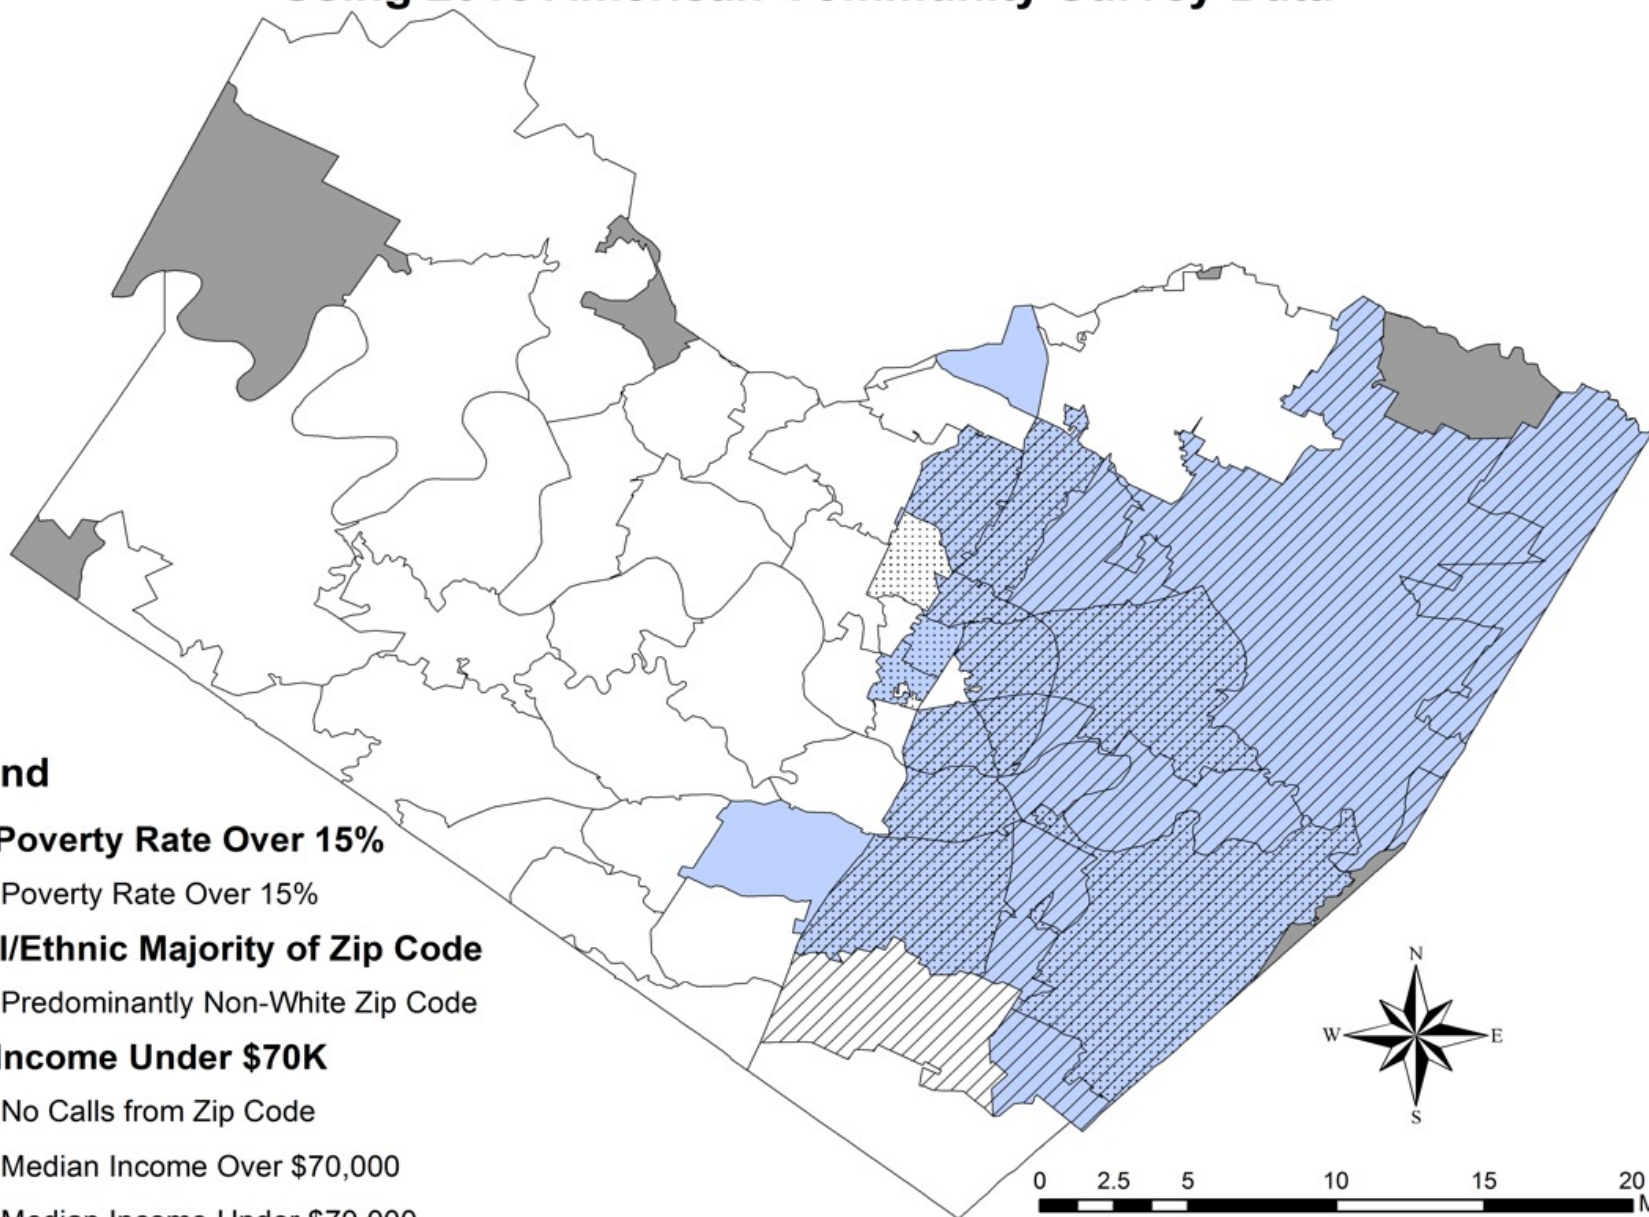 nd
Poverty Rate Over 15%
Poverty Rate Over 15%
l/Ethnic Majority of Zip Code
Predominantly Non-White Zip Code
Income Under $70K
No Calls from Zip Code
Median Income Over $70,000
N
W E
S
0 2.5 5 10 15 20